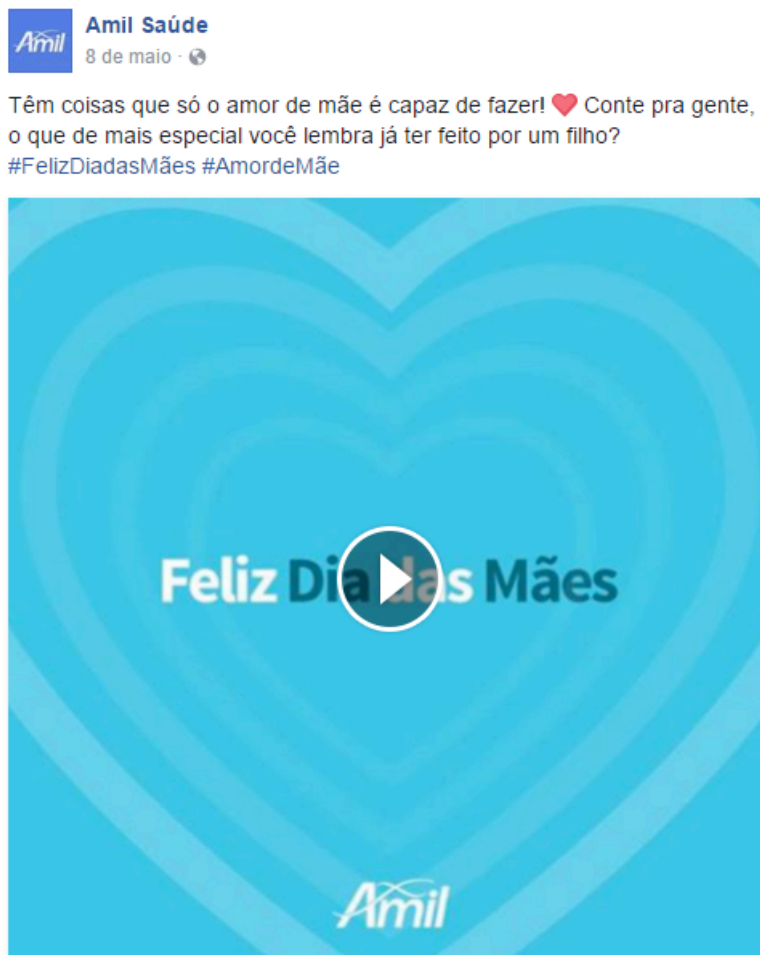 Amil
Amil Saúde
8 de maio ·
Têm coisas que só o amor de mãe é capaz de fazer! ❤ Conte pra gente,
o que de mais especial você lembra já ter feito por um filho?
#FelizDiadasMães #AmordeMãe
Feliz Dia das Mães
Amil